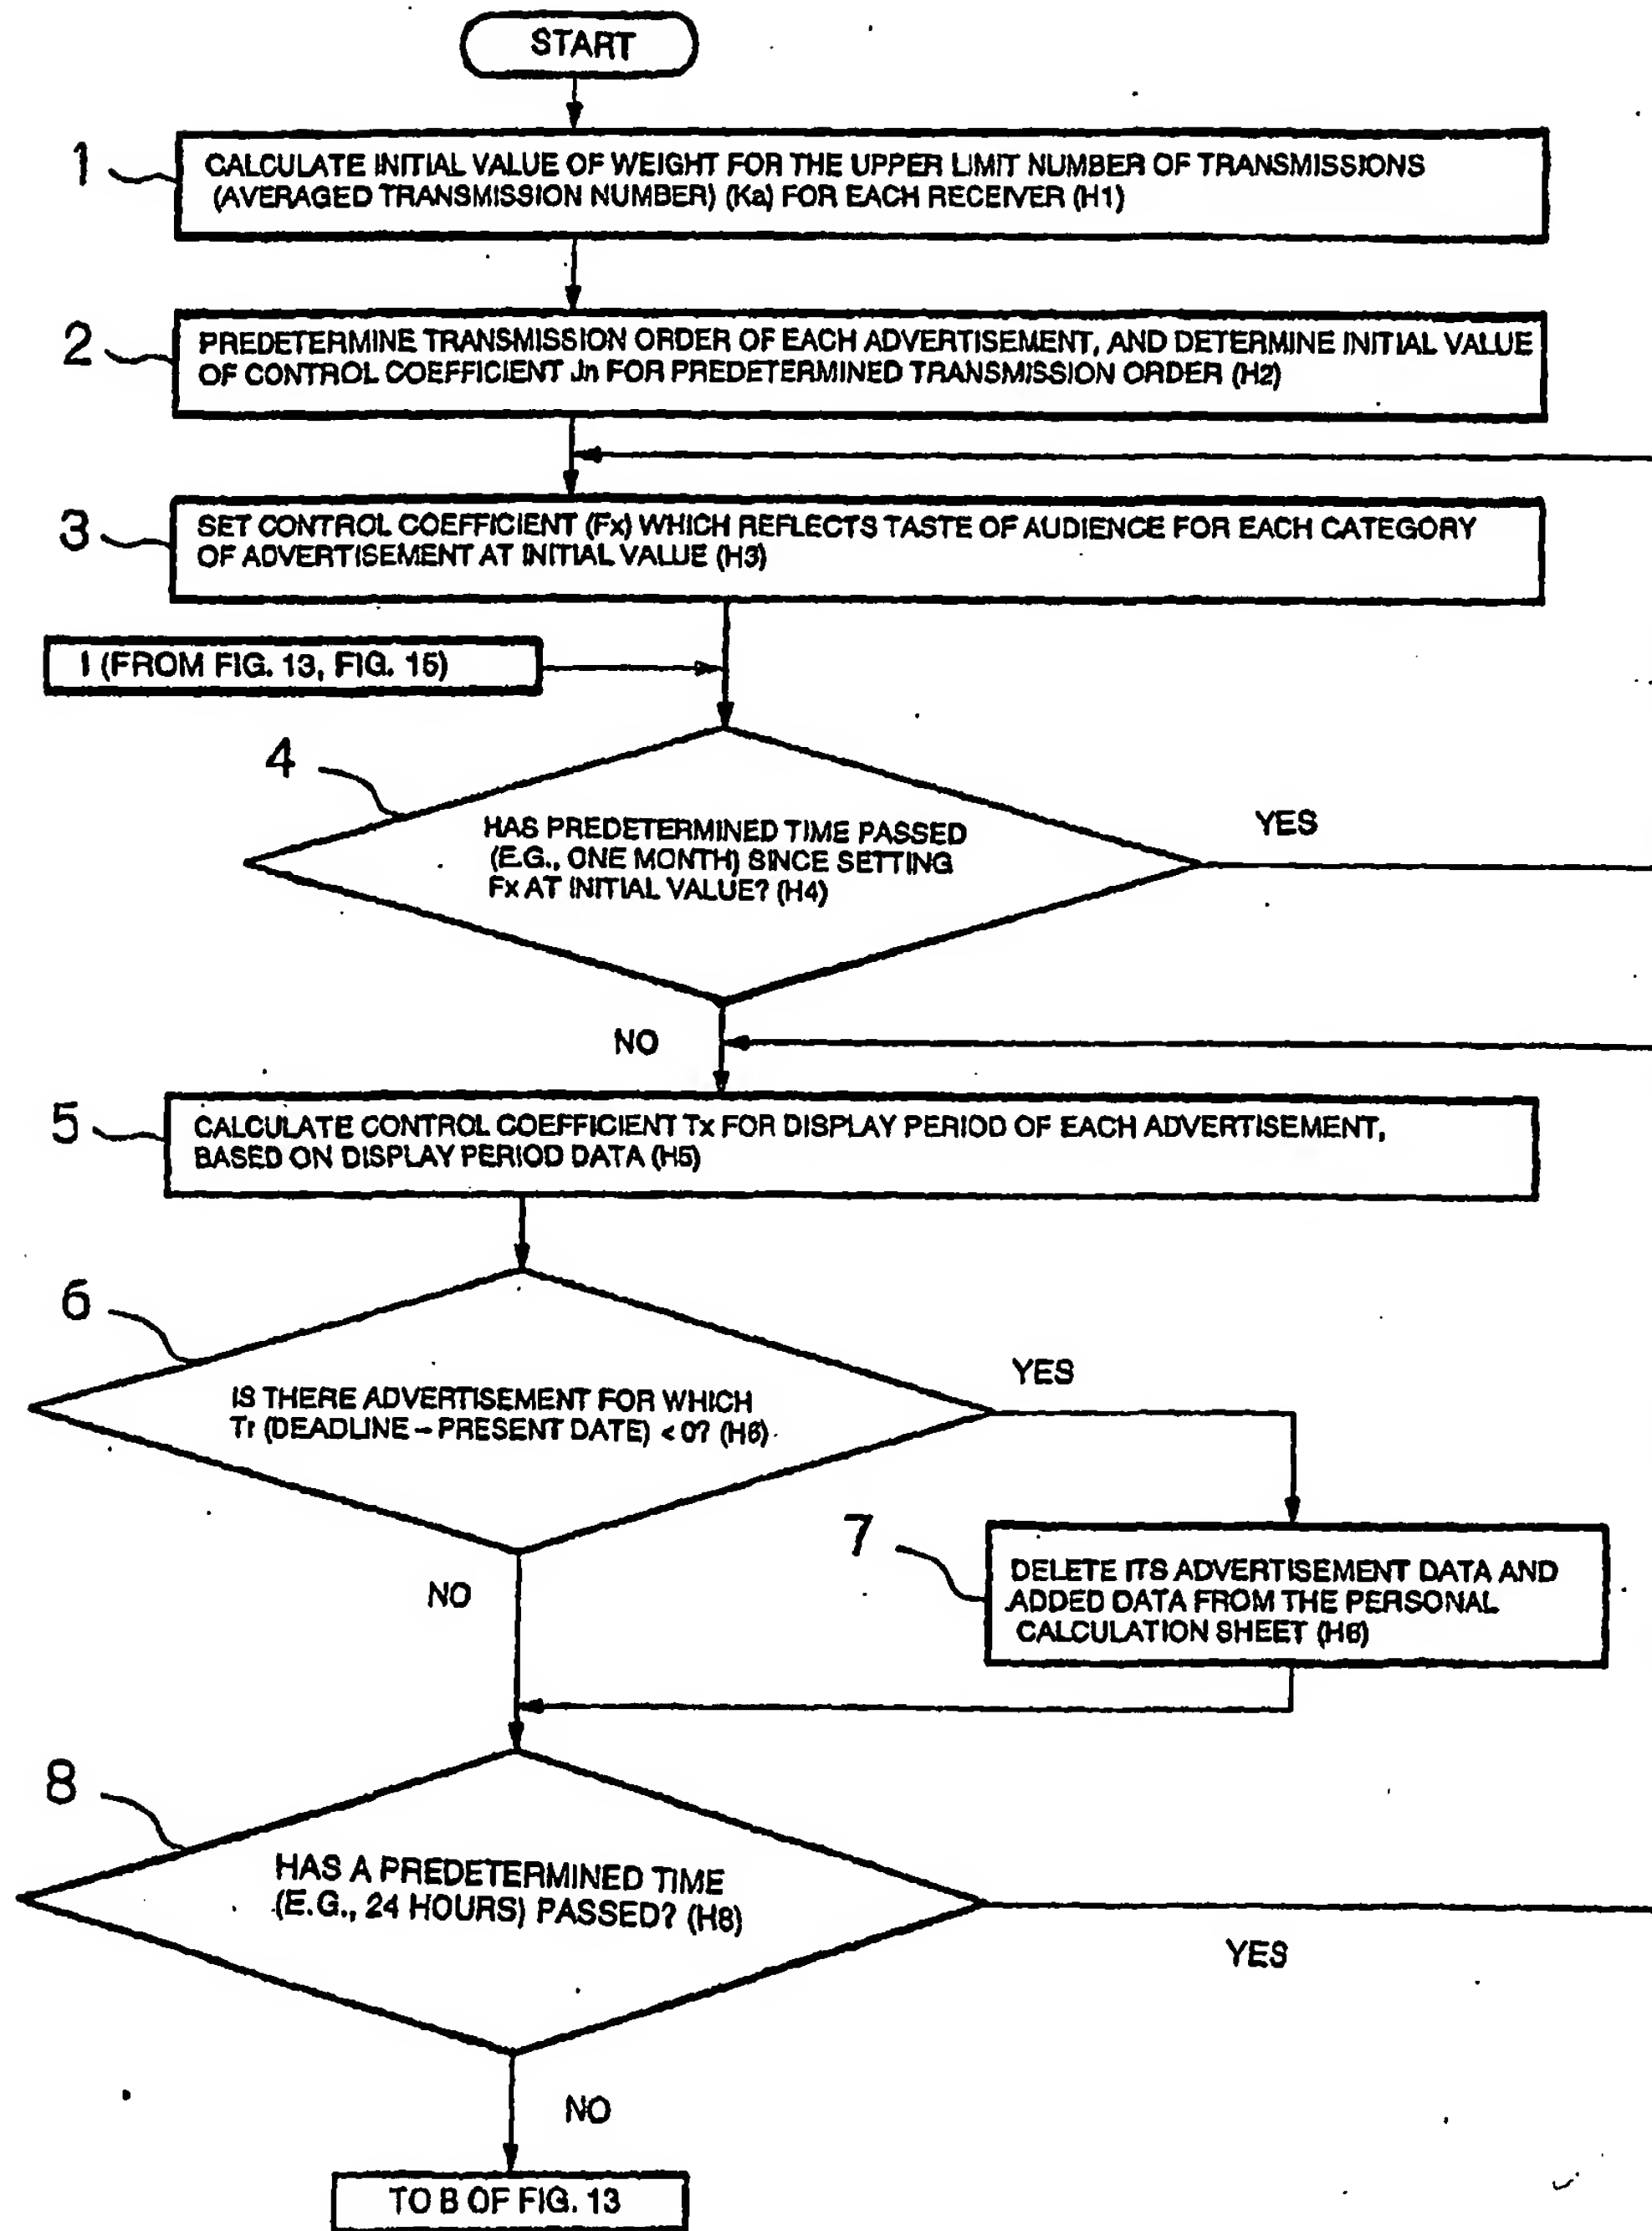 START
1
CALCULATE INITIAL VALUE OF WEIGHT FOR THE UPPER LIMIT NUMBER OF TRANSMISSIONS
(AVERAGED TRANSMISSION NUMBER) (Ka) FOR EACH RECEIVER (H1)
2
PREDETERMINE TRANSMISSION ORDER OF EACH ADVERTISEMENT, AND DETERMINE INITIAL VALUE
OF CONTROL COEFFICIENT Jn FOR PREDETERMINED TRANSMISSION ORDER (H2)
3
SET CONTROL COEFFICIENT (Fx) WHICH REFLECTS TASTE OF AUDIENCE FOR EACH CATEGORY
OF ADVERTISEMENT AT INITIAL VALUE (H3)
I (FROM FIG. 13, FIG. 15)
4
HAS PREDETERMINED TIME PASSED
(E.G., ONE MONTH) SINCE SETTING
Fx AT INITIAL VALUE? (H4)
YES
NO
5
CALCULATE CONTROL COEFFICIENT Tx FOR DISPLAY PERIOD OF EACH ADVERTISEMENT,
BASED ON DISPLAY PERIOD DATA (H5)
6
IS THERE ADVERTISEMENT FOR WHICH
Tr (DEADLINE – PRESENT DATE) < 0? (H6)
YES
NO
7
DELETE ITS ADVERTISEMENT DATA AND
ADDED DATA FROM THE PERSONAL
CALCULATION SHEET (H6)
8
HAS A PREDETERMINED TIME
(E.G., 24 HOURS) PASSED? (H8)
YES
NO
TO B OF FIG. 13